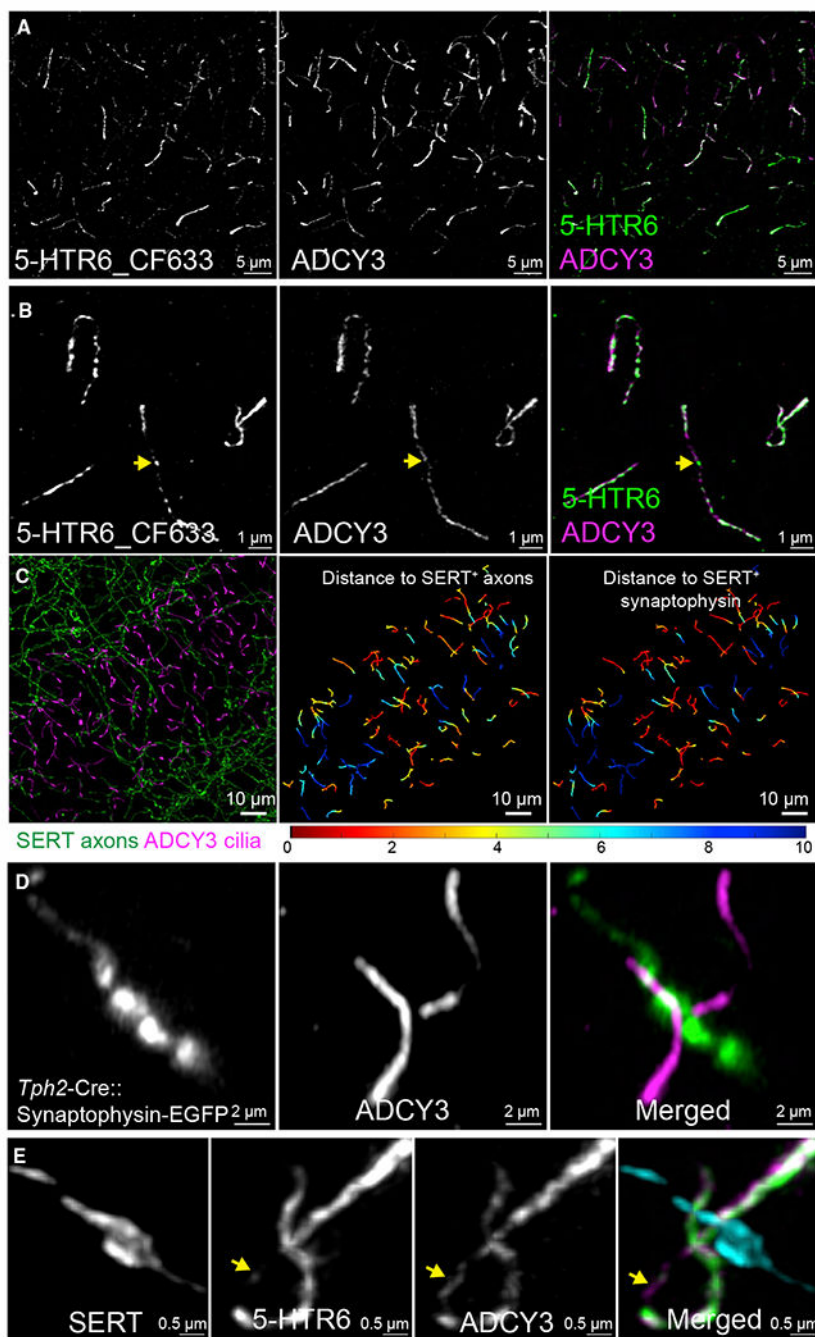 A
5-HTR6_CF633
5 µm
ADCY3
5 µm
5-HTR6
ADCY3
5 µm
B
5-HTR6_CF633
1 µm
ADCY3
1 µm
5-HTR6
ADCY3
1 µm
C
10 µm
Distance to SERT⁺ axons
10 µm
Distance to SERT⁺
synaptophysin
10 µm
SERT axons ADCY3 cilia
0 2 4 6 8 10
D
Tph2-Cre::
Synaptophysin-EGFP
2 µm
ADCY3
2 µm
Merged
2 µm
E
SERT
0.5 µm
5-HTR6
0.5 µm
ADCY3
0.5 µm
Merged
0.5 µm